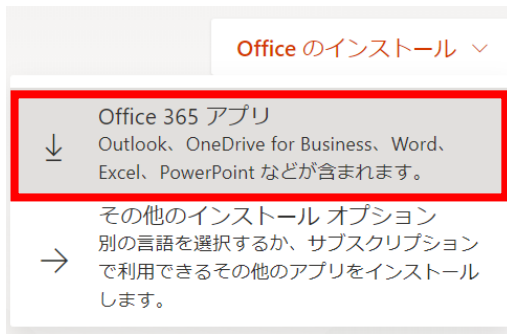 Office のインストール
Office 365 アプリ
Outlook、OneDrive for Business、Word、
Excel、PowerPoint などが含まれます。
その他のインストール オプション
別の言語を選択するか、サブスクリプション
で利用できるその他のアプリをインストール
します。